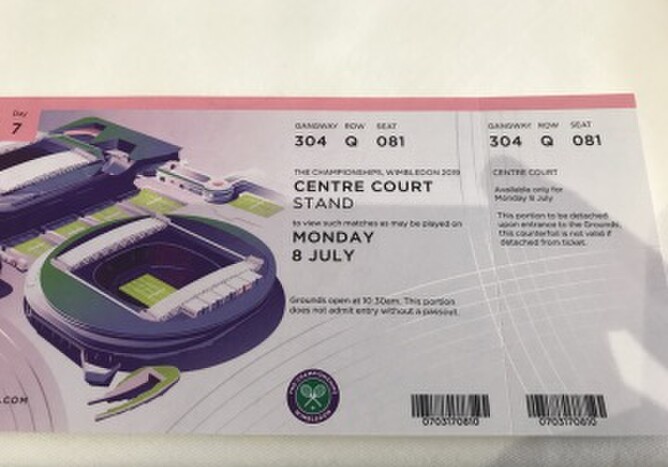 Day
7
GANGWAY ROW SEAT
304 Q 081
THE CHAMPIONSHIPS, WIMBLEDON 2019
CENTRE COURT
STAND
to view such matches as may be played on
MONDAY
8 JULY
Grounds open at 10.30am. This portion
does not admit entry without a passout.
THE CHAMPIONSHIPS
WIMBLEDON
.COM
0703170810
GANGWAY ROW SEAT
304 Q 081
CENTRE COURT
Available only for
Monday 8 July
This portion to be detached
upon entrance to the Grounds,
this counterfoil is not valid if
detached from ticket.
0703170810